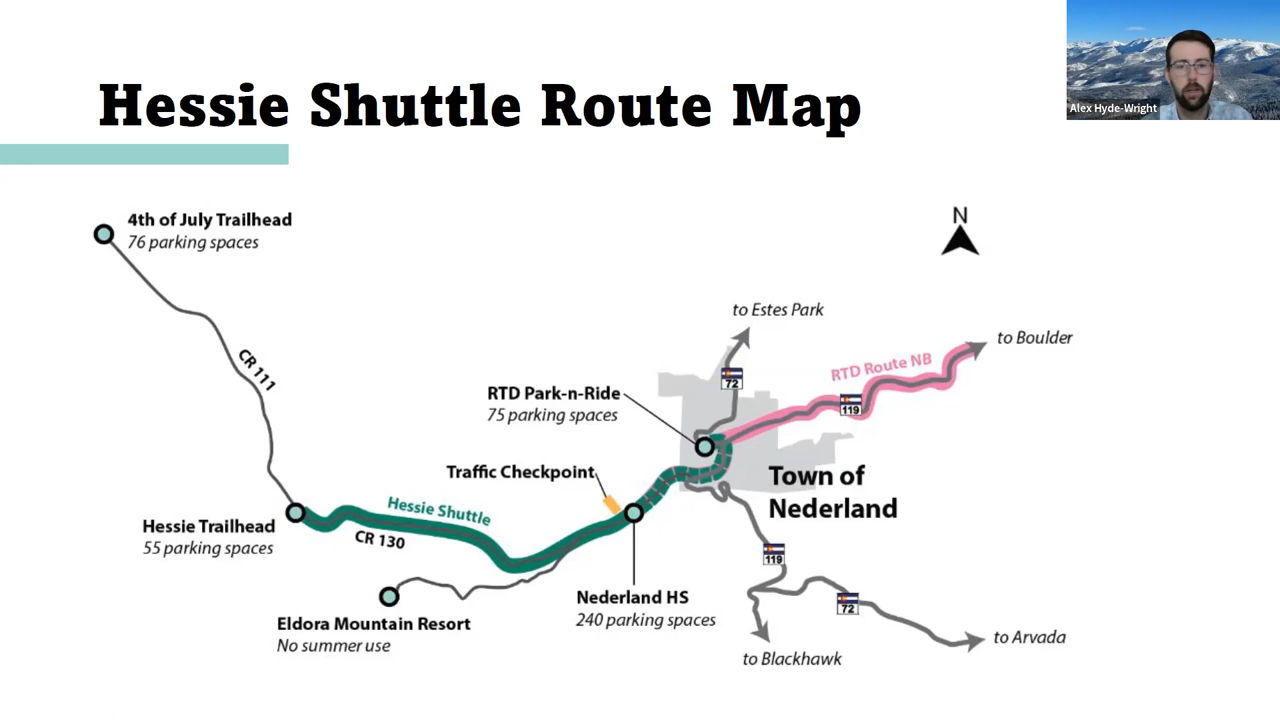 Hessie Shuttle Route Map
Alex Hyde-Wright
4th of July Trailhead
76 parking spaces
N
to Estes Park
to Boulder
RTD Route NB
CR 111
72
RTD Park-n-Ride
75 parking spaces
119
Traffic Checkpoint
Town of
Nederland
Hessie Shuttle
Hessie Trailhead
55 parking spaces
CR 130
119
Nederland HS
240 parking spaces
72
Eldora Mountain Resort
No summer use
to Arvada
to Blackhawk